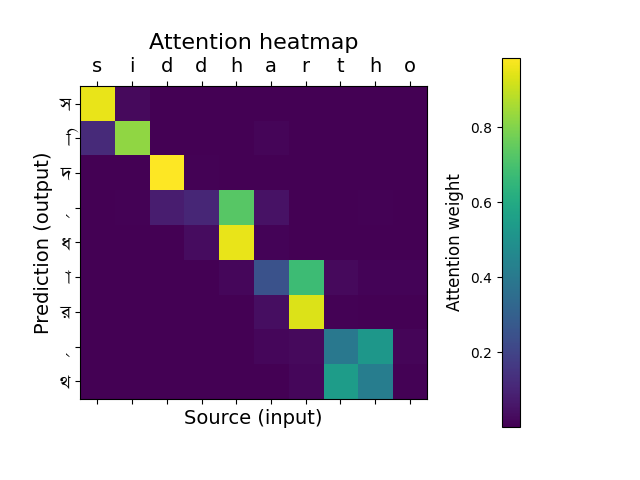 Attention heatmap
s i d d h a r t h o
স
ি
দ
্
ধ
া
র
্
থ
Prediction (output)
Source (input)
0.8
0.6
0.4
0.2
Attention weight